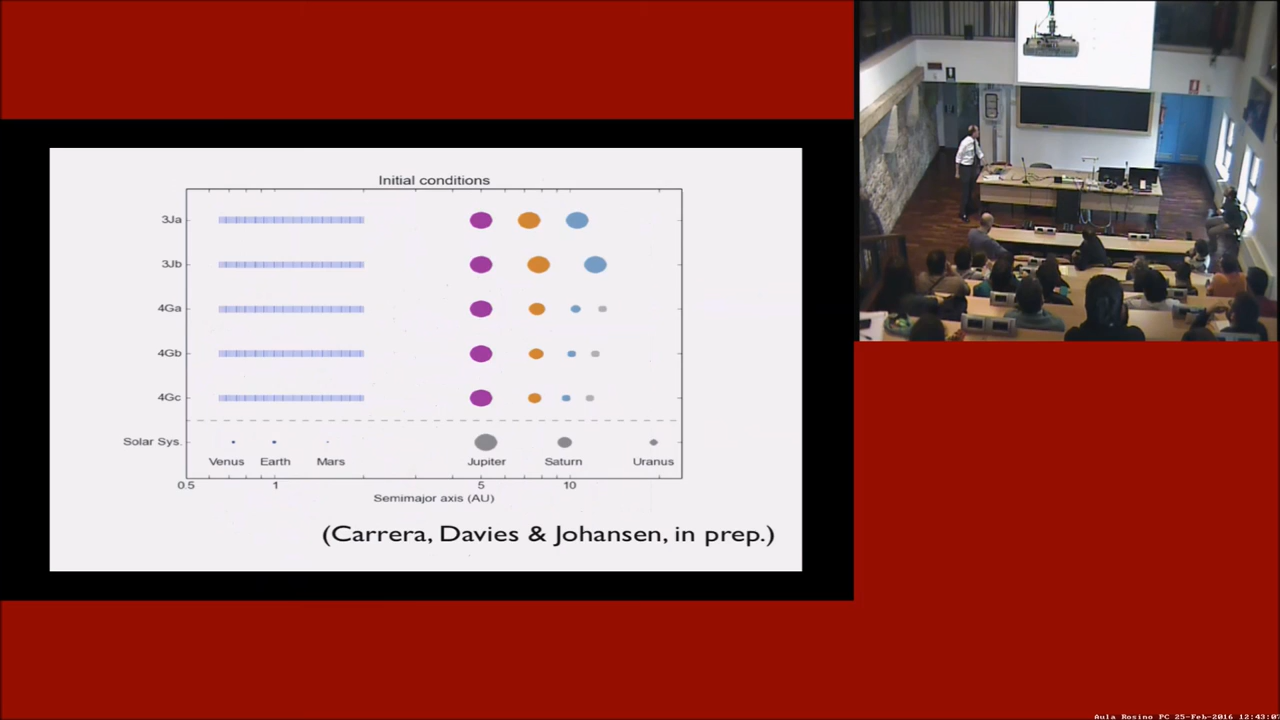 Initial conditions
3Ja
3Jb
4Ga
4Gb
4Gc
Solar Sys.
Venus Earth Mars Jupiter Saturn Uranus
0.5 1 5 10
Semimajor axis (AU)
(Carrera, Davies & Johansen, in prep.)
Aula Rosino PC 25-Feb-2016 12:43:0